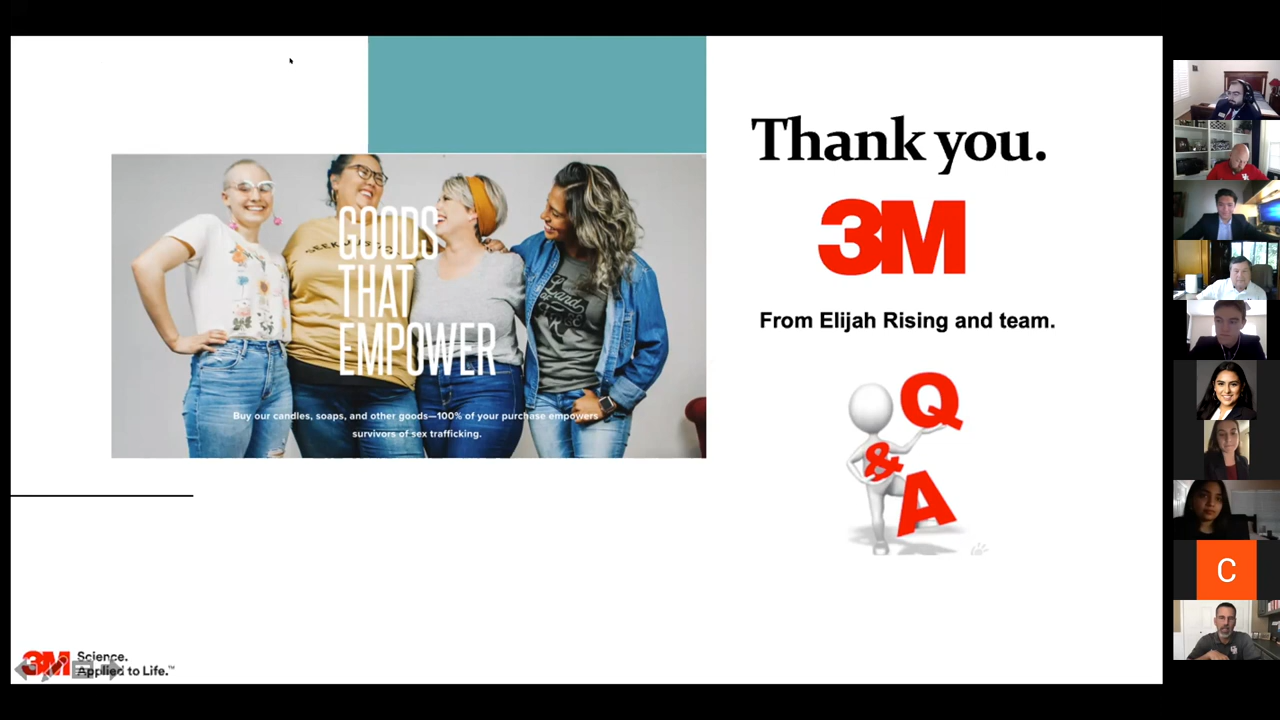 GOODS
THAT
EMPOWER
Buy our candles, soaps, and other goods—100% of your purchase empowers
survivors of sex trafficking.
Thank you.
3M
From Elijah Rising and team.
Q
&
A
3M Science.
Applied to Life.™
C